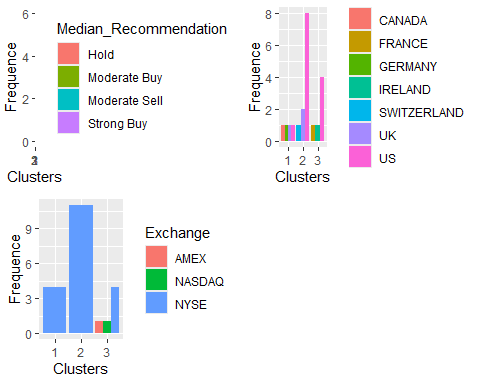 Median_Recommendation
Hold
Moderate Buy
Moderate Sell
Strong Buy
6
4
2
0
Frequence
Clusters
8
6
4
2
0
Frequence
1 2 3
Clusters
CANADA
FRANCE
GERMANY
IRELAND
SWITZERLAND
UK
US
9
6
3
0
Frequence
1 2 3
Clusters
Exchange
AMEX
NASDAQ
NYSE